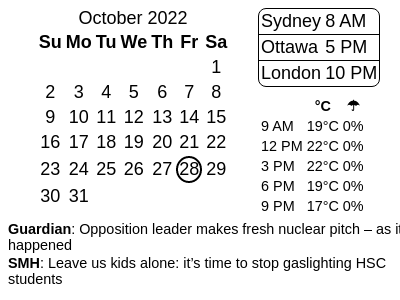 October 2022
Su Mo Tu We Th Fr Sa
1
2 3 4 5 6 7 8
9 10 11 12 13 14 15
16 17 18 19 20 21 22
23 24 25 26 27 28 29
30 31
Sydney 8 AM
Ottawa 5 PM
London 10 PM
°C ☂
9 AM 19°C 0%
12 PM 22°C 0%
3 PM 22°C 0%
6 PM 19°C 0%
9 PM 17°C 0%
Guardian: Opposition leader makes fresh nuclear pitch – as it
happened
SMH: Leave us kids alone: it’s time to stop gaslighting HSC
students